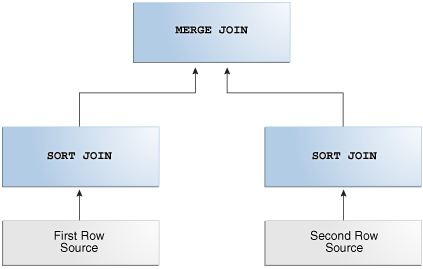 MERGE JOIN
SORT JOIN
SORT JOIN
First Row
Source
Second Row
Source